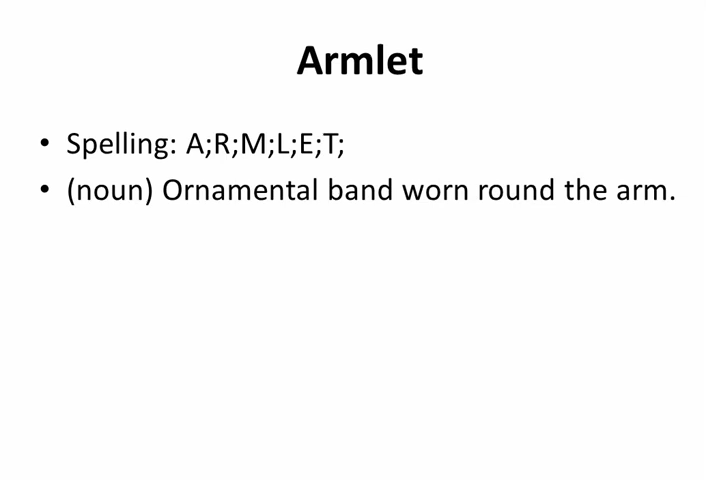 Armlet
• Spelling: A;R;M;L;E;T;
• (noun) Ornamental band worn round the arm.